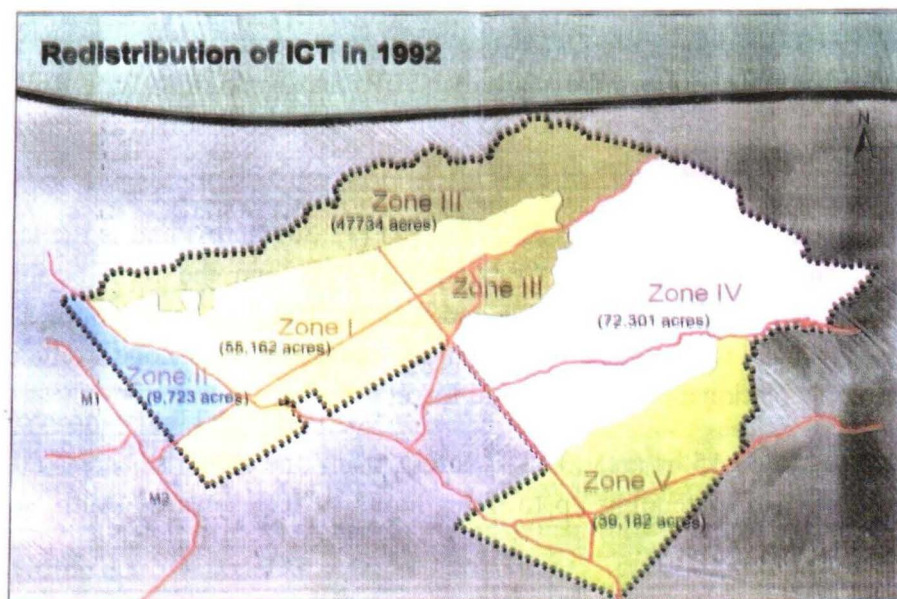 Redistribution of ICT in 1992
N
Zone III
(47734 acres)
Zone III
Zone IV
(72.301 acres)
Zone I
(55,162 acres)
Zone II
(9,723 acres)
M1
M2
Zone V
(39,182 acres)